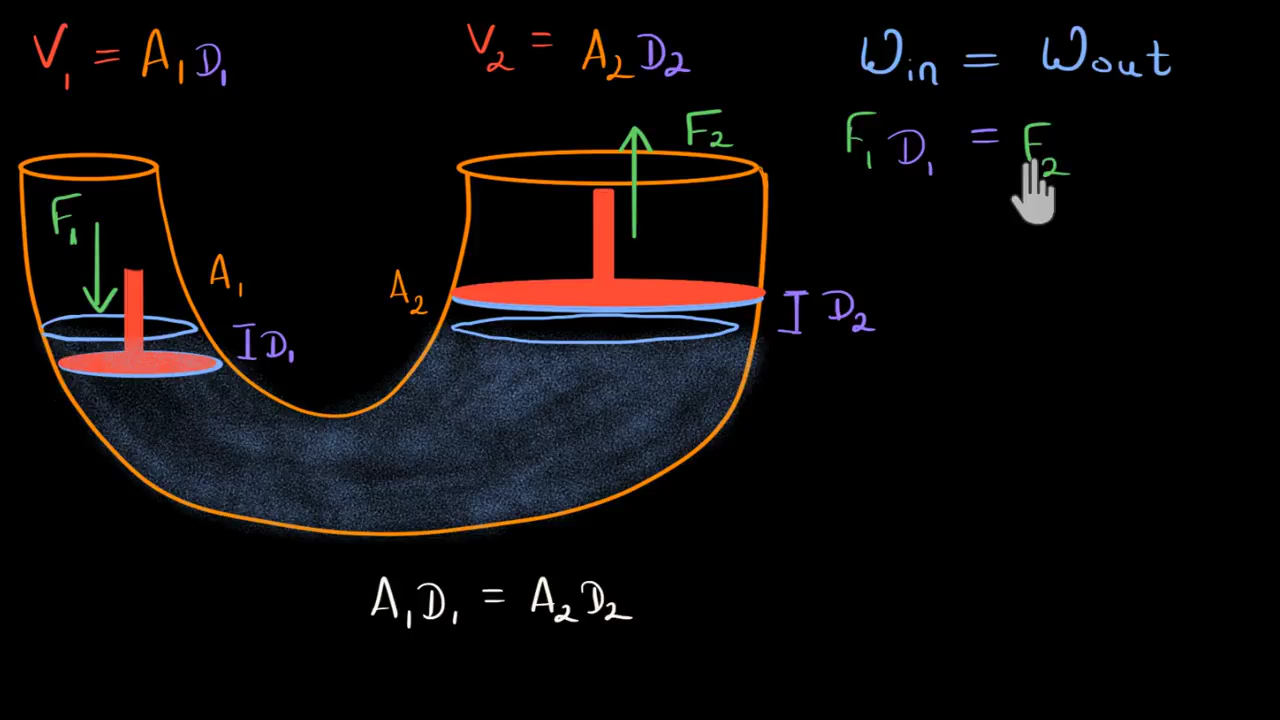 V₁ = A₁D₁
V₂ = A₂D₂
Win = Wout
F₁D₁ = F₂
F₂
F₁
A₁
A₂
D₁
D₂
A₁D₁ = A₂D₂